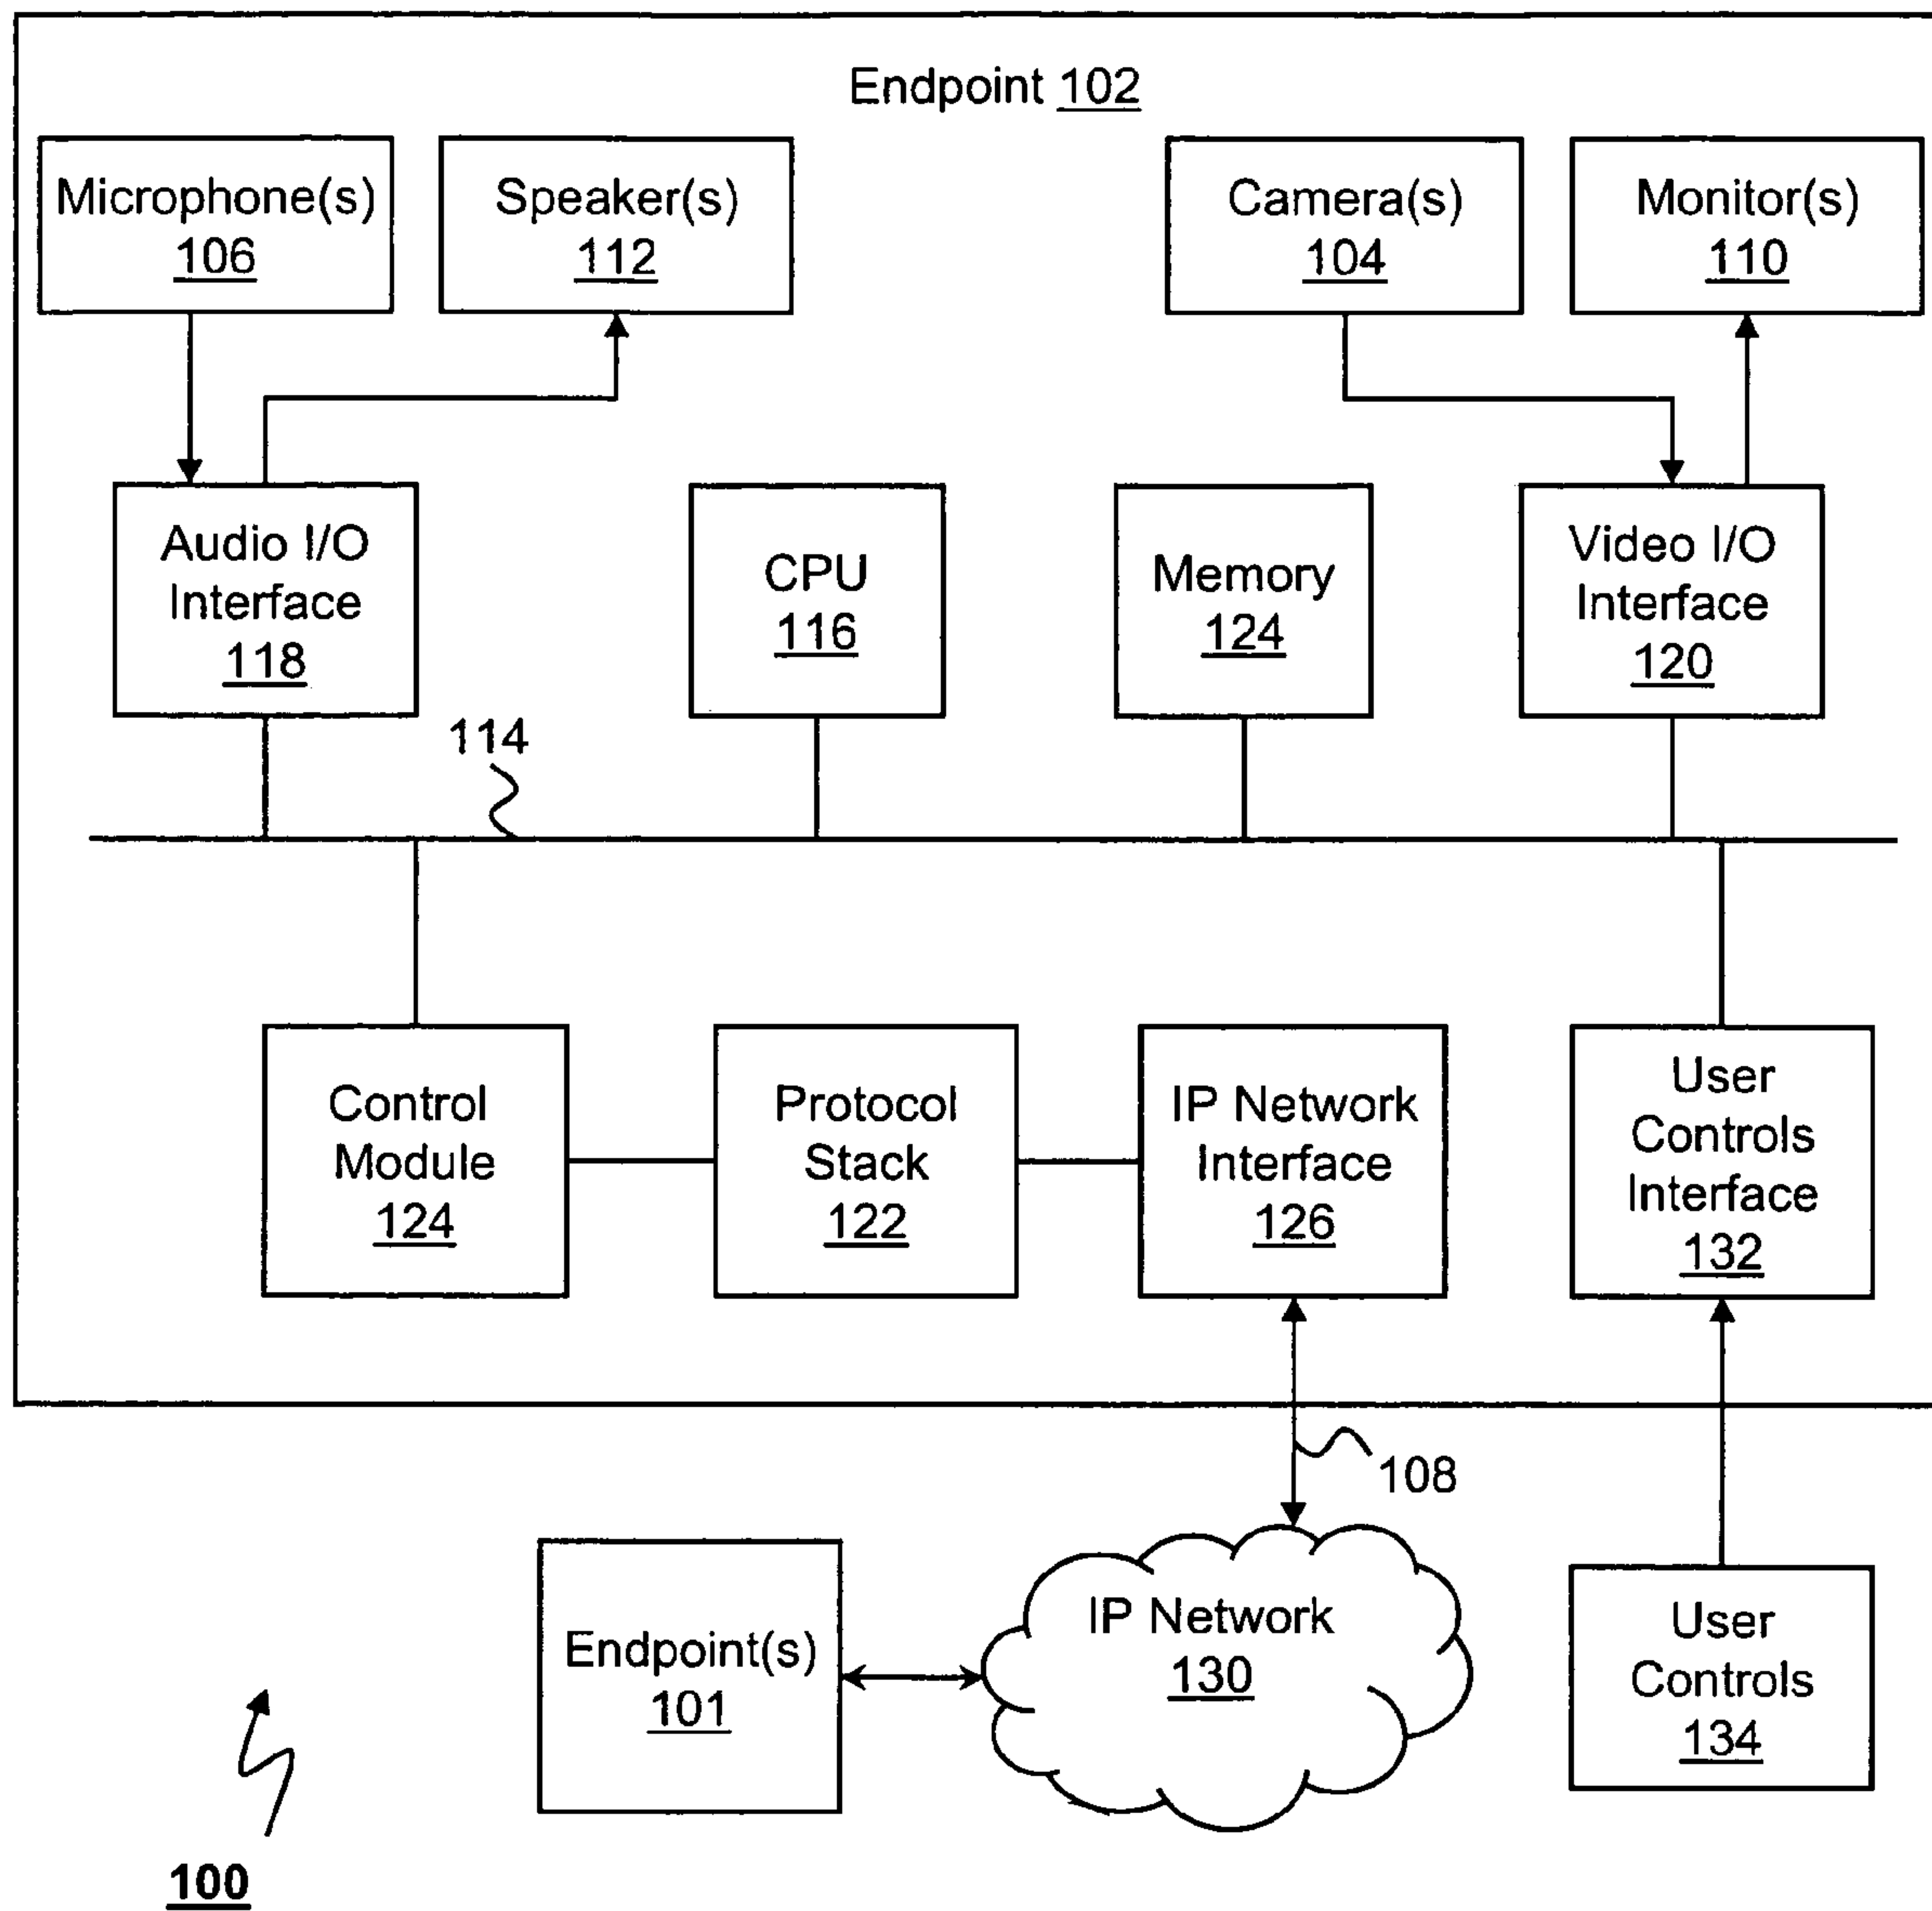 Endpoint 102
Microphone(s)
106
Speaker(s)
112
Camera(s)
104
Monitor(s)
110
Audio I/O
Interface
118
CPU
116
Memory
124
Video I/O
Interface
120
114
Control
Module
124
Protocol
Stack
122
IP Network
Interface
126
User
Controls
Interface
132
108
Endpoint(s)
101
IP Network
130
User
Controls
134
100